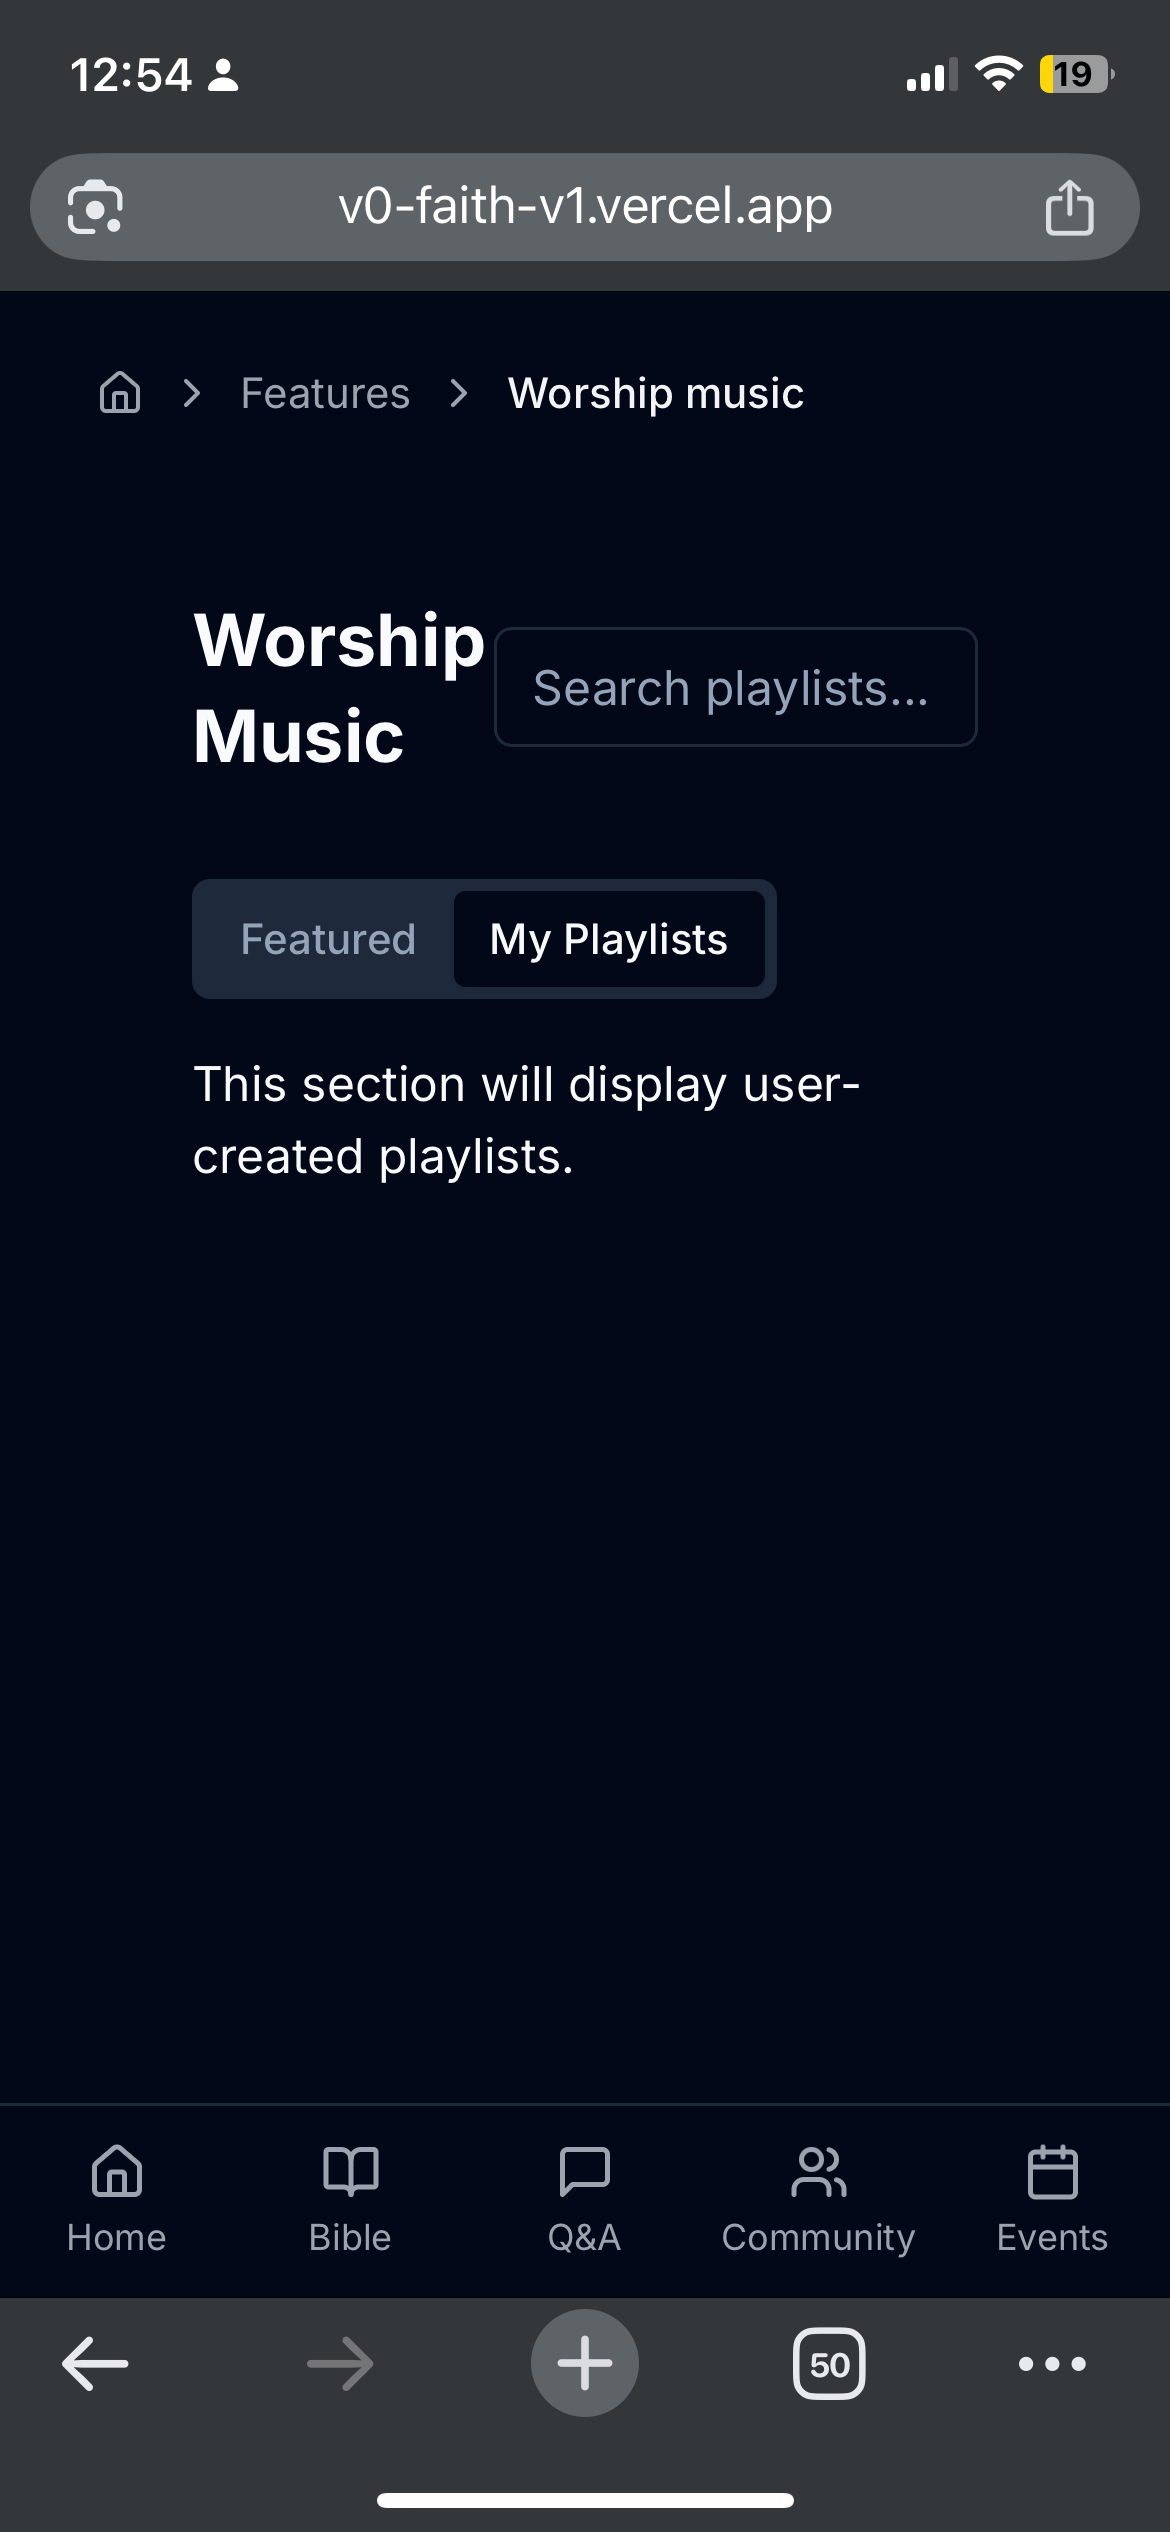 12:54
19
v0-faith-v1.vercel.app
Features
Worship music
Worship
Music
Search playlists...
Featured
My Playlists
This section will display user-
created playlists.
Home
Bible
Q&A
Community
Events
50